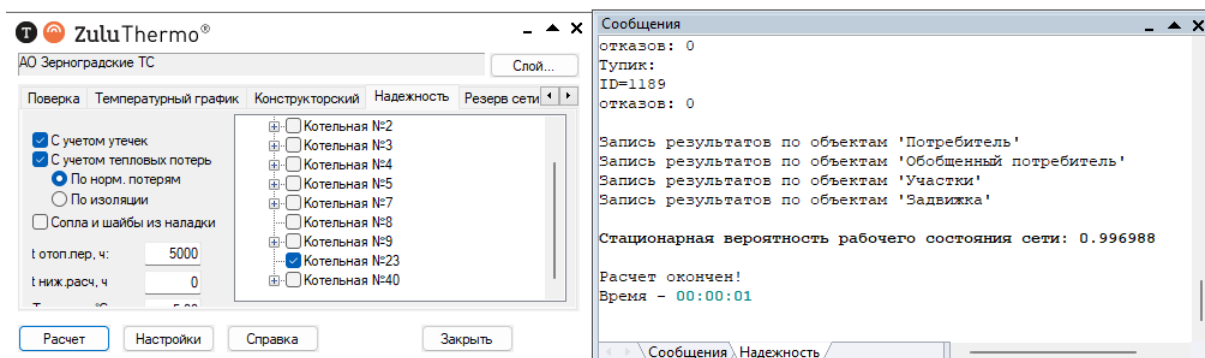 ZuluThermo®
АО Зерноградские ТС
Слой...
Поверка Температурный график Конструкторский Надежность Резерв сети
С учетом утечек
С учетом тепловых потерь
По норм. потерям
По изоляции
Сопла и шайбы из наладки
t отоп.пер, ч: 5000
t ниж.расч, ч 0
Котельная №2
Котельная №3
Котельная №4
Котельная №5
Котельная №7
Котельная №8
Котельная №9
Котельная №23
Котельная №40
Расчет Настройки Справка Закрыть
Сообщения
отказов: 0
Тупик:
ID=1189
отказов: 0
Запись результатов по объектам 'Потребитель'
Запись результатов по объектам 'Обобщенный потребитель'
Запись результатов по объектам 'Участки'
Запись результатов по объектам 'Задвижка'
Стационарная вероятность рабочего состояния сети: 0.996988
Расчет окончен!
Время - 00:00:01
Сообщения Надежность